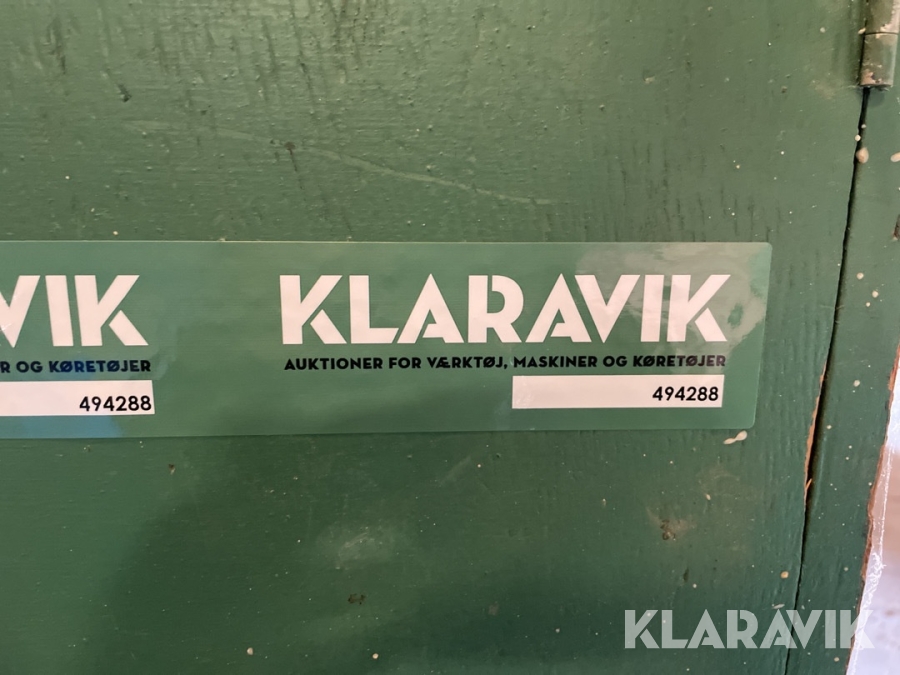 VIK
R OG KØRETØJER
494288
KLARAVIK
AUKTIONER FOR VÆRKTØJ, MASKINER OG KØRETØJER
494288
KLARAVIK